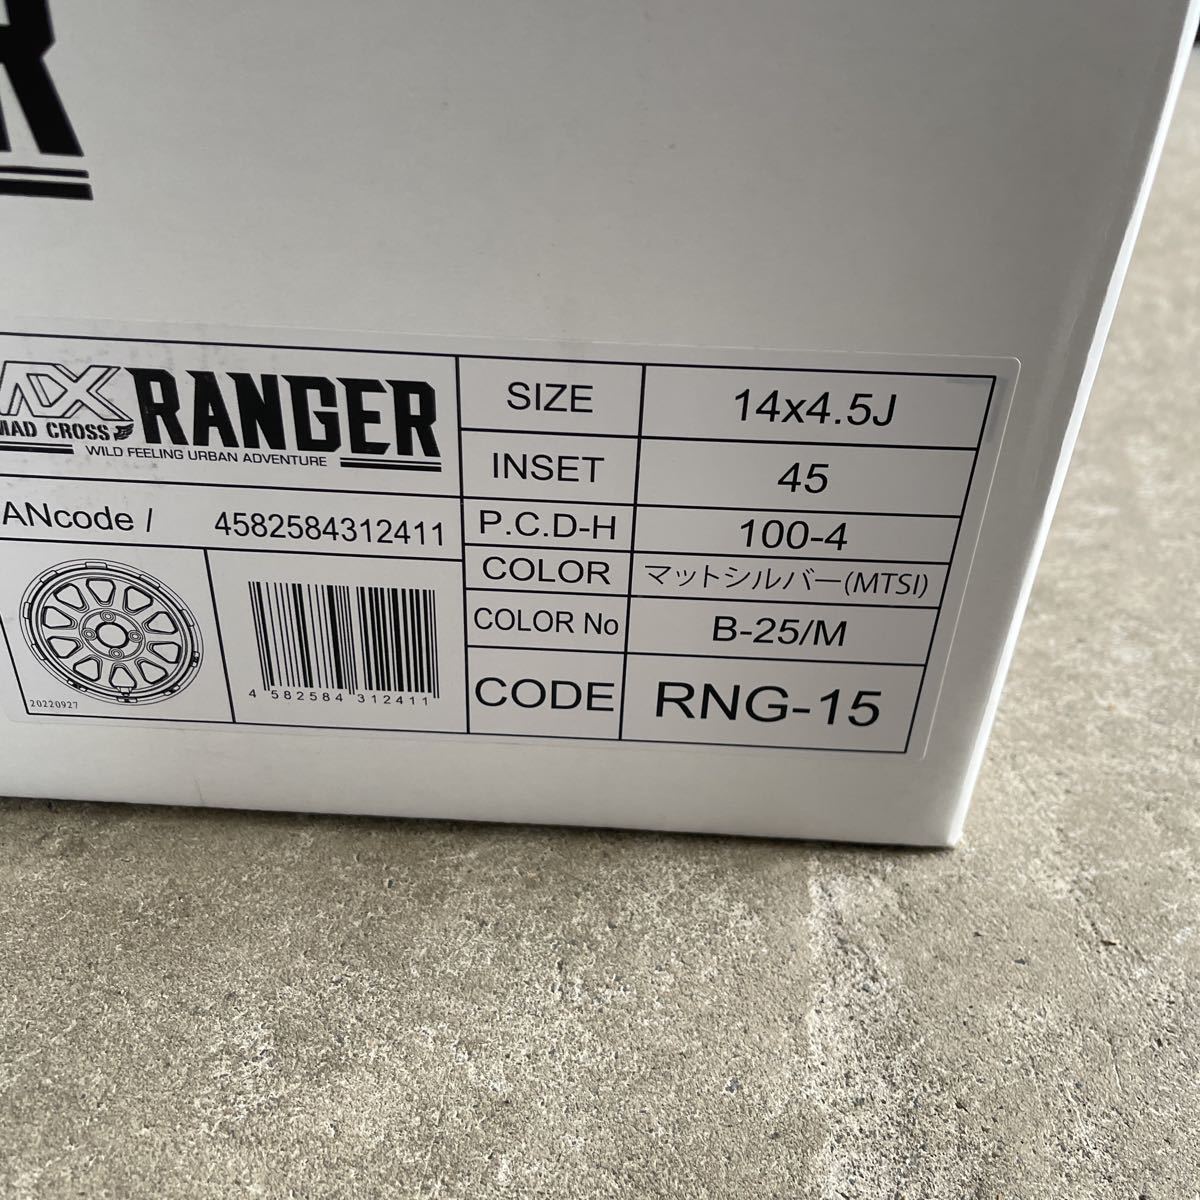 R
MAD CROSS
RANGER
WILD FEELING URBAN ADVENTURE
ANcode / 4582584312411
20220927
4 582584 312411
SIZE 14x4.5J
INSET 45
P.C.D-H 100-4
COLOR マットシルバー(MTSI)
COLOR No B-25/M
CODE RNG-15